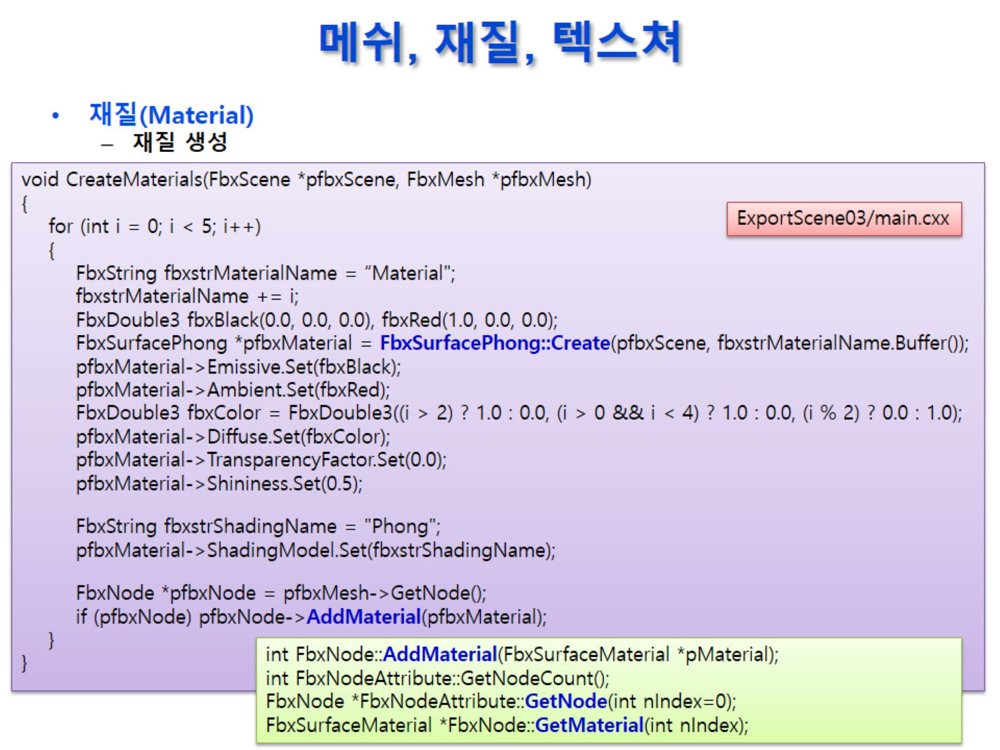 메쉬, 재질, 텍스쳐
• 재질(Material)
– 재질 생성
void CreateMaterials(FbxScene *pfbxScene, FbxMesh *pfbxMesh)
{
ExportScene03/main.cxx
for (int i = 0; i < 5; i++)
{
FbxString fbxstrMaterialName = “Material";
fbxstrMaterialName += i;
FbxDouble3 fbxBlack(0.0, 0.0, 0.0), fbxRed(1.0, 0.0, 0.0);
FbxSurfacePhong *pfbxMaterial = FbxSurfacePhong::Create(pfbxScene, fbxstrMaterialName.Buffer());
pfbxMaterial->Emissive.Set(fbxBlack);
pfbxMaterial->Ambient.Set(fbxRed);
FbxDouble3 fbxColor = FbxDouble3((i > 2) ? 1.0 : 0.0, (i > 0 && i < 4) ? 1.0 : 0.0, (i % 2) ? 0.0 : 1.0);
pfbxMaterial->Diffuse.Set(fbxColor);
pfbxMaterial->TransparencyFactor.Set(0.0);
pfbxMaterial->Shininess.Set(0.5);
FbxString fbxstrShadingName = "Phong";
pfbxMaterial->ShadingModel.Set(fbxstrShadingName);
FbxNode *pfbxNode = pfbxMesh->GetNode();
if (pfbxNode) pfbxNode->AddMaterial(pfbxMaterial);
}
}
int FbxNode::AddMaterial(FbxSurfaceMaterial *pMaterial);
int FbxNodeAttribute::GetNodeCount();
FbxNode *FbxNodeAttribute::GetNode(int nIndex=0);
FbxSurfaceMaterial *FbxNode::GetMaterial(int nIndex);